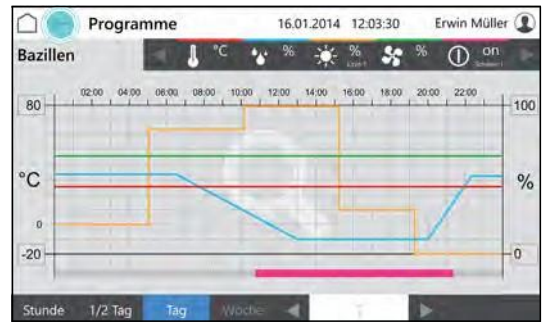 Programme 16.01.2014 12:03:30 Erwin Müller
Bazillen °C % % % on
02:00 04:00 06:00 08:00 10:00 12:00 14:00 16:00 18:00 20:00 22:00
80 100
°C %
0
-20 0
Stunde 1/2 Tag Tag Woche 1